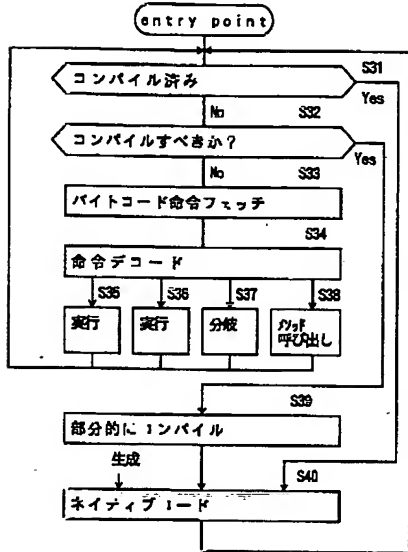 entry point
S31
コンパイル済み
No
S32
Yes
コンパイルすべきか?
Yes
No
S33
バイトコード命令フェッチ
S34
命令デコード
S35
S36
S37
S38
実行
実行
分岐
メソッド
呼び出し
S39
部分的にコンパイル
生成
S40
ネイティブコード